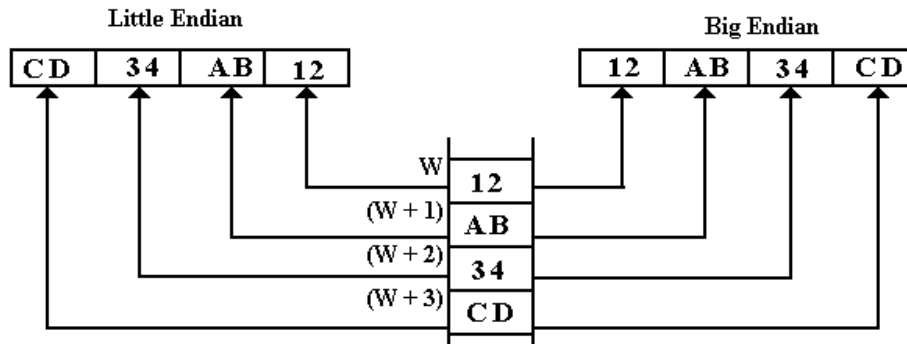 Little Endian
Big Endian
CD 34 AB 12
12 AB 34 CD
W
12
(W + 1)
AB
(W + 2)
34
(W + 3)
CD